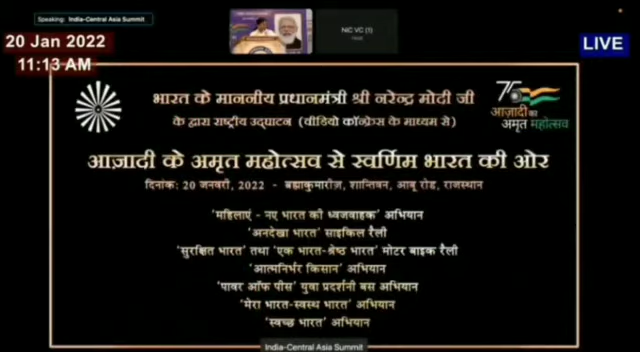 Speaking: India-Central Asia Summit
NIC VC (1)
20 Jan 2022
11:13 AM
LIVE
भारत के माननीय प्रधानमंत्री श्री नरेन्द्र मोदी जी
के द्वारा राष्ट्रीय उद्घाटन (वीडियो कॉन्फ्रेंस के माध्यम से)
75
आज़ादी का
अमृत महोत्सव
आज़ादी के अमृत महोत्सव से स्वर्णिम भारत की ओर
दिनांक: 20 जनवरी, 2022 - ब्रह्माकुमारीज़, शान्तिवन, आबू रोड, राजस्थान
'महिलाएं - नए भारत की ध्वजवाहक' अभियान
'अनदेखा भारत' साइकिल रैली
'सुरक्षित भारत' तथा 'एक भारत-श्रेष्ठ भारत' मोटर बाइक रैली
'आत्मनिर्भर किसान' अभियान
'पावर ऑफ पीस' युवा प्रदर्शनी बस अभियान
'मेरा भारत-स्वस्थ भारत' अभियान
'स्वच्छ भारत' अभियान
India-Central Asia Summit